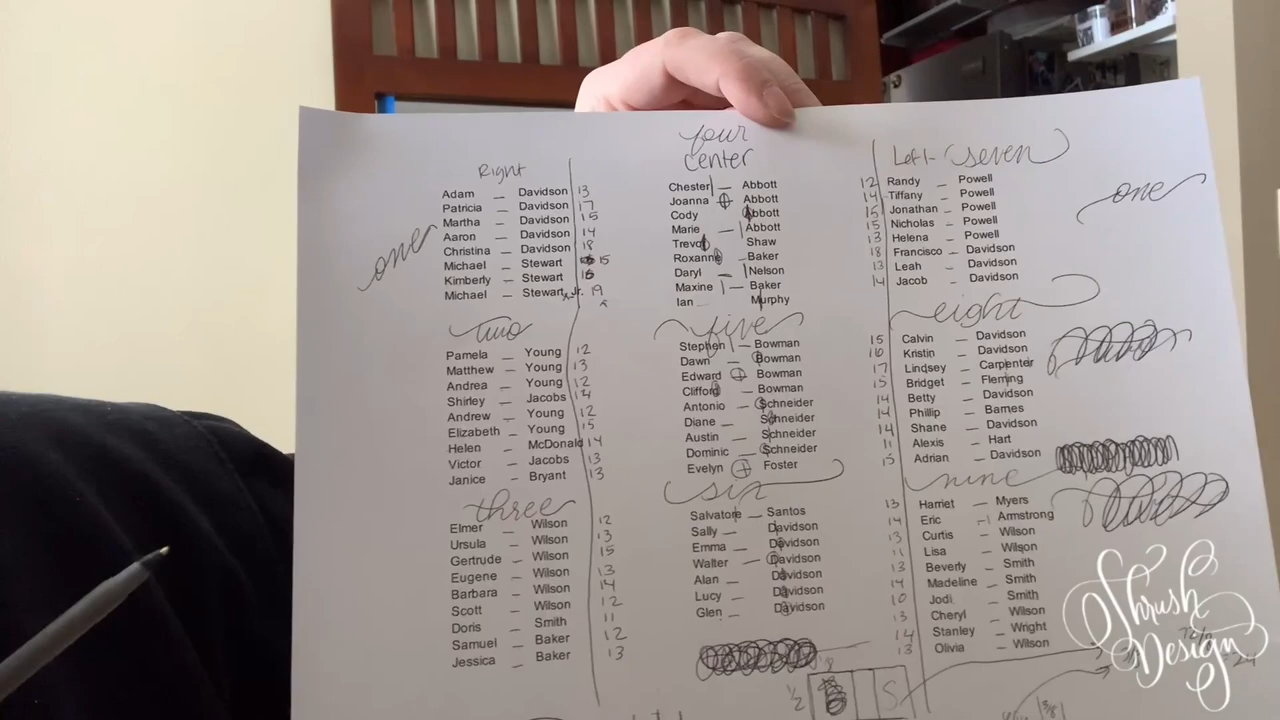 Right
one
Adam — Davidson 13
Patricia — Davidson 17
Martha — Davidson 15
Aaron — Davidson 14
Christina — Davidson 18
Michael — Stewart 15
Kimberly — Stewart 16
Michael — Stewart, Jr. 19
two
Pamela — Young 12
Matthew — Young 13
Andrea — Young 12
Shirley — Jacobs 14
Andrew — Young 12
Elizabeth — Young 15
Helen — McDonald 14
Victor — Jacobs 13
Janice — Bryant 13
three
Elmer — Wilson 12
Ursula — Wilson 13
Gertrude — Wilson 15
Eugene — Wilson 13
Barbara — Wilson 14
Scott — Wilson 12
Doris — Smith 11
Samuel — Baker 12
Jessica — Baker 13
four
center
Chester — Abbott
Joanna Abbott
Cody Abbott
Marie — Abbott
Trevor Shaw
Roxanne Baker
Daryl — Nelson
Maxine — Baker
Ian Murphy
five
Stephen — Bowman
Dawn — Bowman
Edward Bowman
Clifford — Bowman
Antonio — Schneider
Diane — Schneider
Austin — Schneider
Dominic — Schneider
Evelyn Foster
six
Salvatore — Santos
Sally — Davidson
Emma — Davidson
Walter — Davidson
Alan — Davidson
Lucy — Davidson
Glen — Davidson
1/2
S
Left - seven
one
12 Randy — Powell
14 Tiffany — Powell
15 Jonathan — Powell
15 Nicholas — Powell
13 Helena — Powell
18 Francisco — Davidson
13 Leah — Davidson
14 Jacob — Davidson
eight
15 Calvin — Davidson
16 Kristin — Davidson
17 Lindsey — Carpenter
15 Bridget — Fleming
14 Betty — Davidson
14 Phillip — Barnes
14 Shane — Davidson
11 Alexis — Hart
15 Adrian — Davidson
nine
13 Harriet — Myers
14 Eric — Armstrong
13 Curtis — Wilson
11 Lisa — Wilson
13 Beverly — Smith
14 Madeline — Smith
10 Jodi — Smith
13 Cheryl — Wilson
14 Stanley — Wright
13 Olivia — Wilson
3/8
Shrush
Design